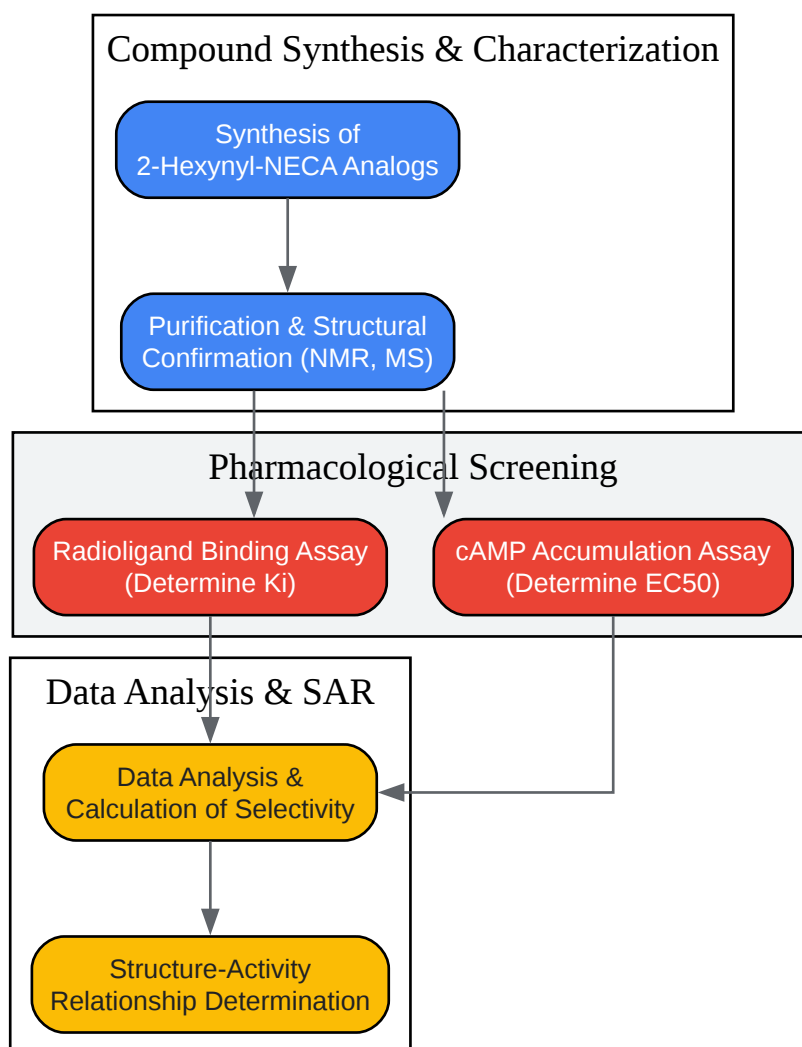 Compound Synthesis & Characterization
Synthesis of
2-Hexynyl-NECA Analogs
Purification & Structural
Confirmation (NMR, MS)
Pharmacological Screening
Radioligand Binding Assay
(Determine Ki)
cAMP Accumulation Assay
(Determine EC50)
Data Analysis & SAR
Data Analysis &
Calculation of Selectivity
Structure-Activity
Relationship Determination